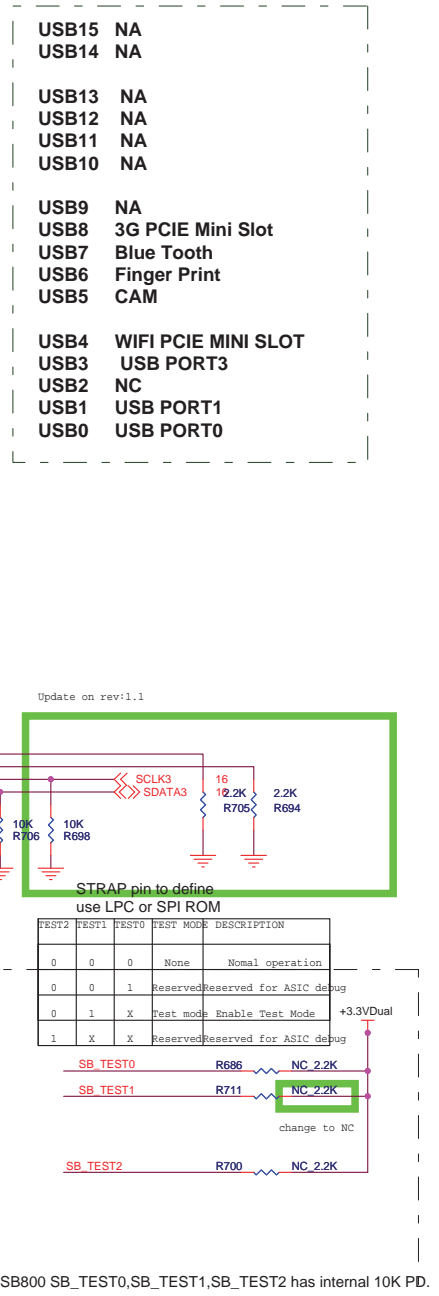 USB15 NA
USB14 NA
USB13 NA
USB12 NA
USB11 NA
USB10 NA
USB9 NA
USB8 3G PCIE Mini Slot
USB7 Blue Tooth
USB6 Finger Print
USB5 CAM
USB4 WIFI PCIE MINI SLOT
USB3 USB PORT3
USB2 NC
USB1 USB PORT1
USB0 USB PORT0
Update on rev:1.1
SCLK3 16
SDATA3 16
2.2K R705
2.2K R694
10K R706
10K R698
STRAP pin to define
use LPC or SPI ROM
TEST2 TEST1 TEST0 TEST MODE DESCRIPTION
0 0 0 None Nomal operation
0 0 1 Reserved Reserved for ASIC debug
0 1 X Test mode Enable Test Mode
1 X X Reserved Reserved for ASIC debug
+3.3VDual
SB_TEST0 R686 NC_2.2K
SB_TEST1 R711 NC_2.2K
change to NC
SB_TEST2 R700 NC_2.2K
SB800 SB_TEST0,SB_TEST1,SB_TEST2 has internal 10K PD.